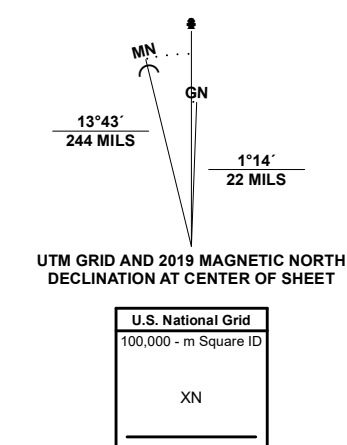 MN
GN
13°43´
244 MILS
1°14´
22 MILS
UTM GRID AND 2019 MAGNETIC NORTH
DECLINATION AT CENTER OF SHEET
U.S. National Grid
100,000 - m Square ID
XN